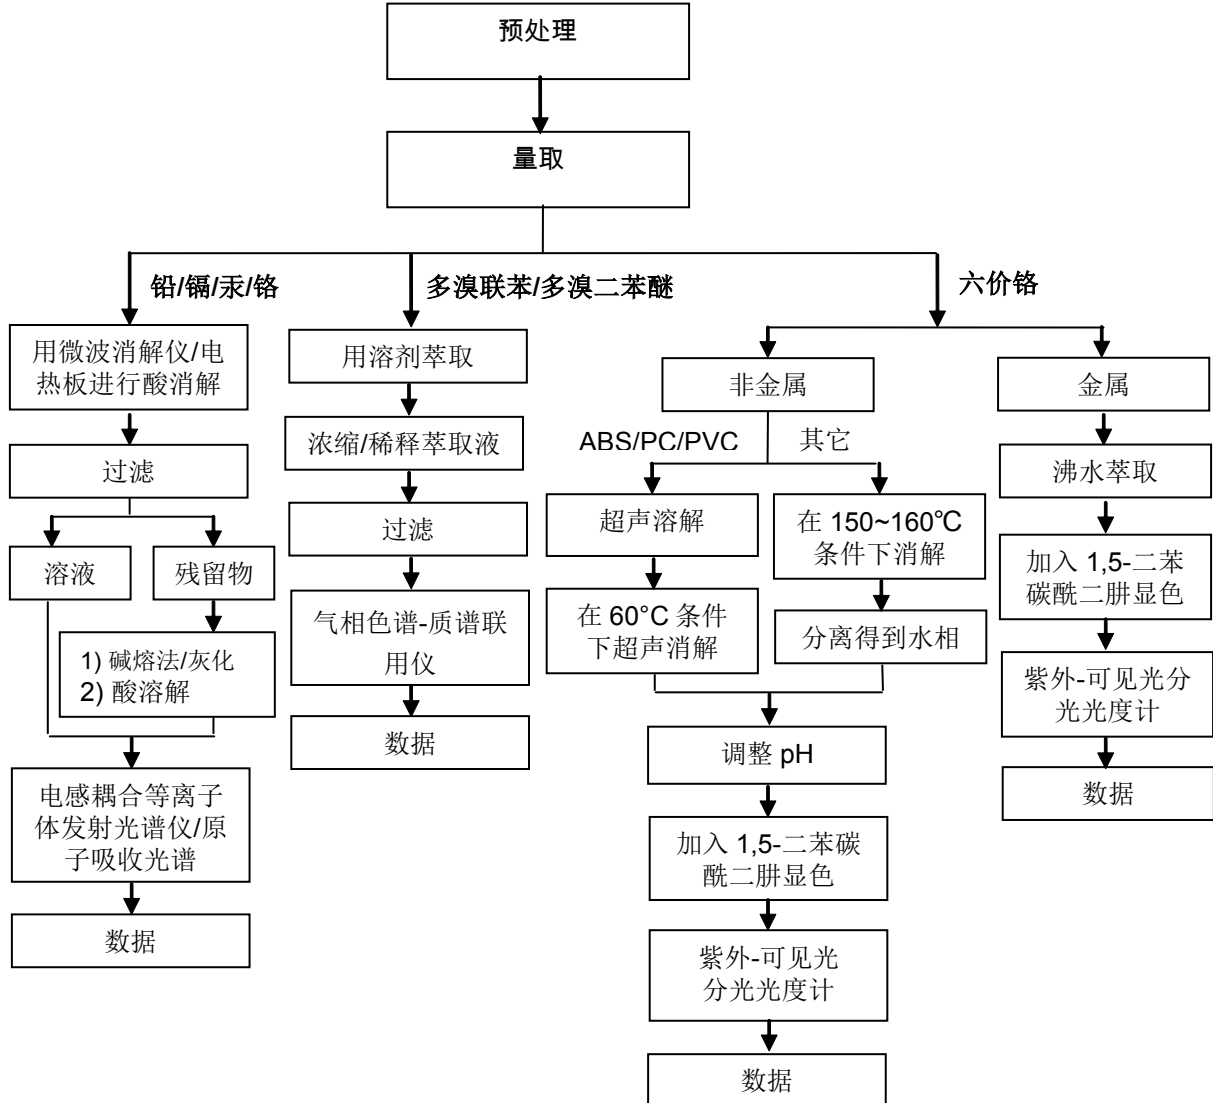 预处理
量取
铅/镉/汞/铬
多溴联苯/多溴二苯醚
六价铬
用微波消解仪/电
热板进行酸消解
过滤
溶液
残留物
1) 碱熔法/灰化
2) 酸溶解
电感耦合等离子
体发射光谱仪/原
子吸收光谱
数据
用溶剂萃取
浓缩/稀释萃取液
过滤
气相色谱-质谱联
用仪
数据
非金属
ABS/PC/PVC
其它
超声溶解
在 60°C 条件
下超声消解
在 150~160℃
条件下消解
分离得到水相
调整 pH
加入 1,5-二苯碳
酰二肼显色
紫外-可见光
分光光度计
数据
金属
沸水萃取
加入 1,5-二苯
碳酰二肼显色
紫外-可见光分
光光度计
数据